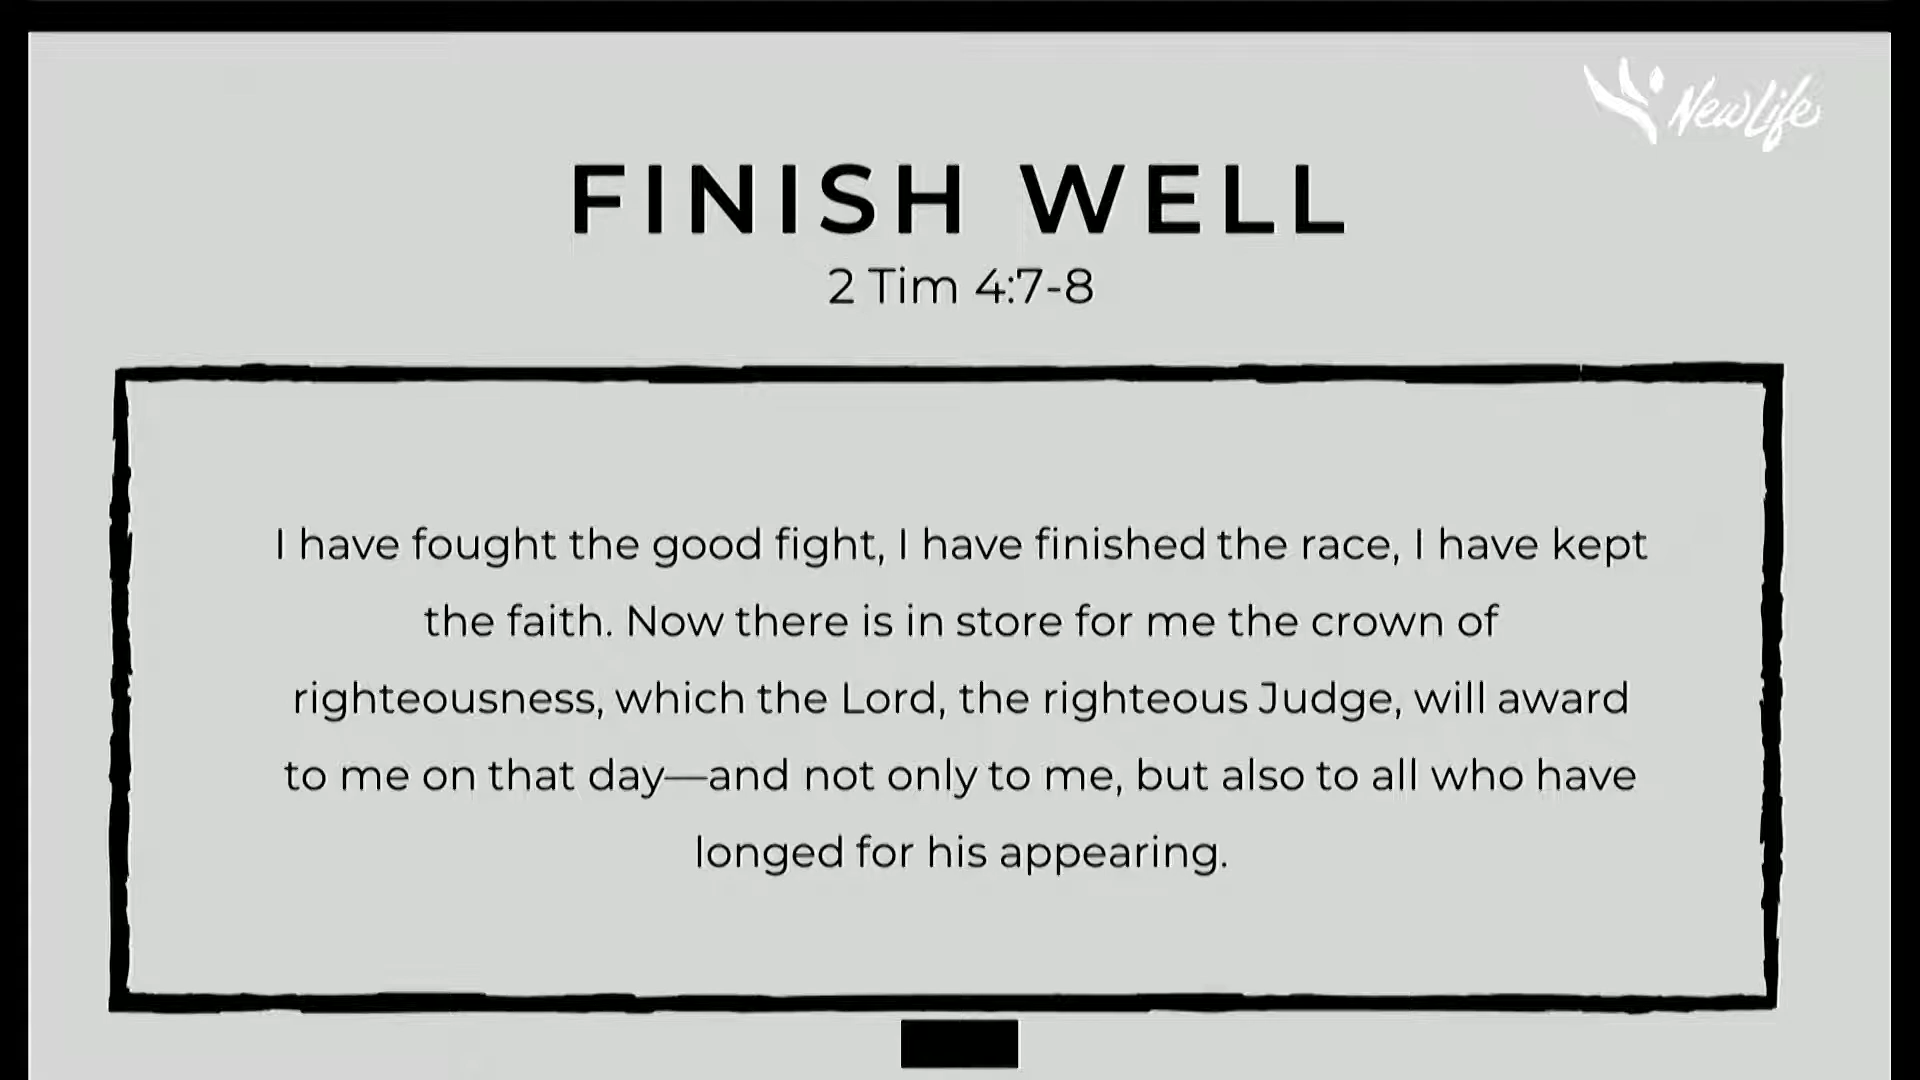 NewLife
FINISH WELL
2 Tim 4:7-8
I have fought the good fight, I have finished the race, I have kept
the faith. Now there is in store for me the crown of
righteousness, which the Lord, the righteous Judge, will award
to me on that day—and not only to me, but also to all who have
longed for his appearing.